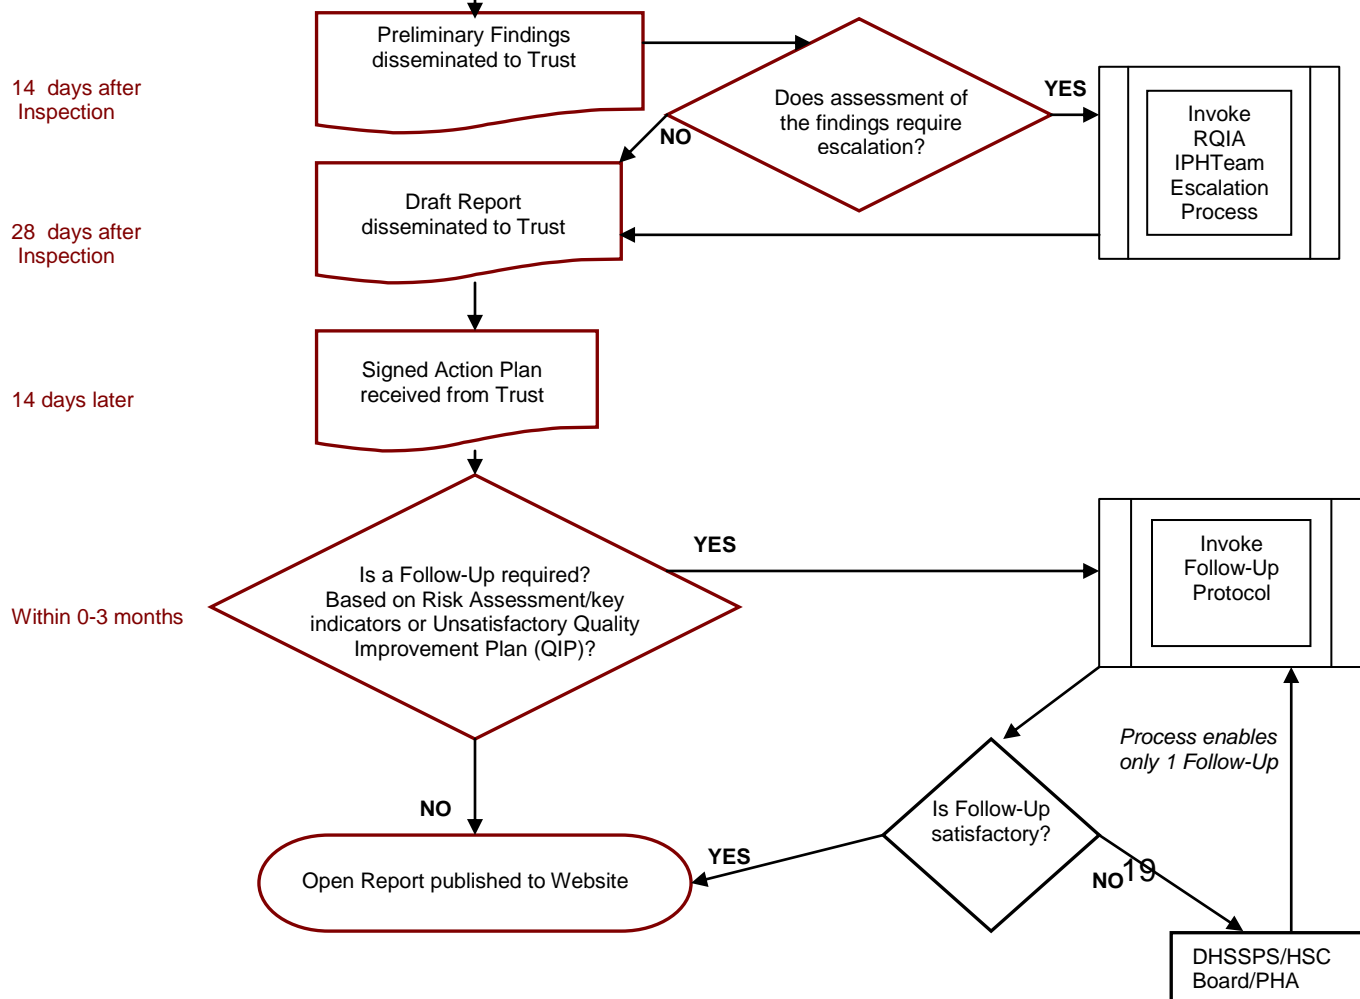 Preliminary Findings
disseminated to Trust
14 days after
Inspection
Does assessment of
the findings require
escalation?
YES
NO
Invoke
RQIA
IPHTeam
Escalation
Process
Draft Report
disseminated to Trust
28 days after
Inspection
Signed Action Plan
received from Trust
14 days later
Is a Follow-Up required?
Based on Risk Assessment/key
indicators or Unsatisfactory Quality
Improvement Plan (QIP)?
Within 0-3 months
YES
Invoke
Follow-Up
Protocol
Process enables
only 1 Follow-Up
NO
Is Follow-Up
satisfactory?
YES
NO
19
Open Report published to Website
DHSSPS/HSC
Board/PHA